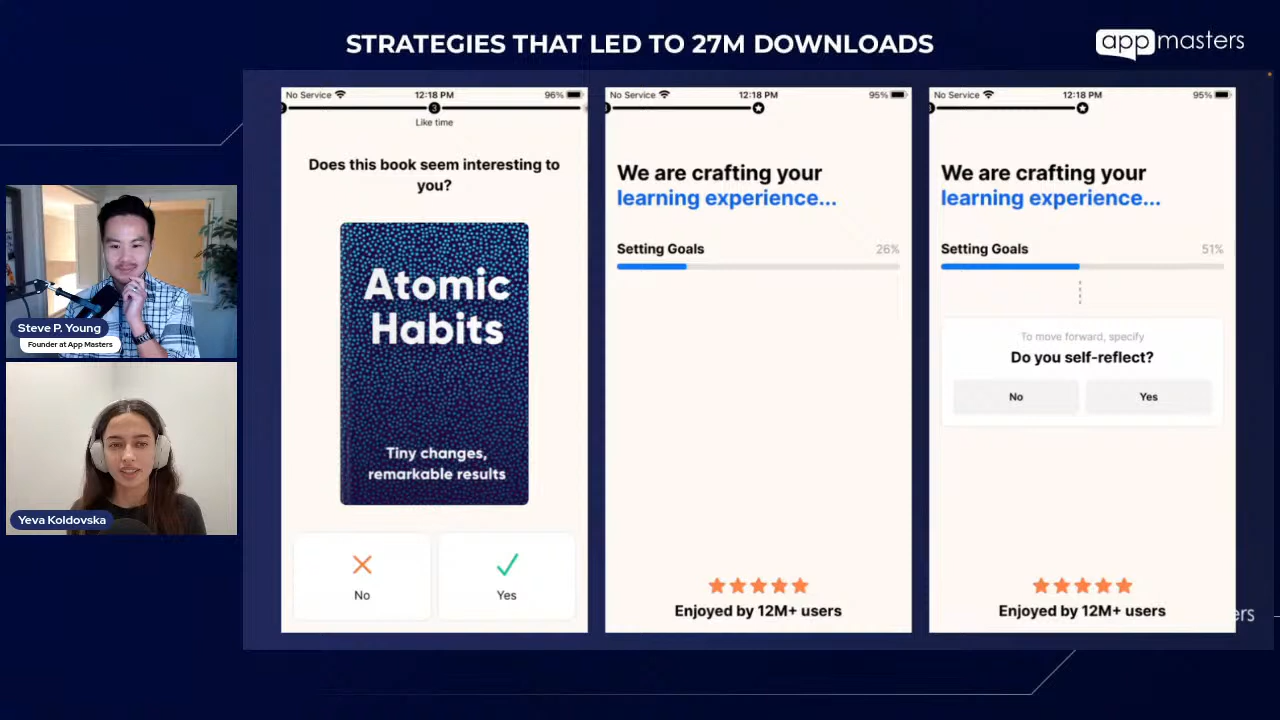 STRATEGIES THAT LED TO 27M DOWNLOADS
app masters
Steve P. Young
Founder at App Masters
Yeva Koldovska
No Service 12:18 PM 96%
3
Like time
Does this book seem interesting to
you?
Atomic
Habits
Tiny changes,
remarkable results
No
Yes
No Service 12:18 PM 95%
We are crafting your
learning experience...
Setting Goals 26%
Enjoyed by 12M+ users
No Service 12:18 PM 95%
We are crafting your
learning experience...
Setting Goals 51%
To move forward, specify
Do you self-reflect?
No Yes
Enjoyed by 12M+ users
ers